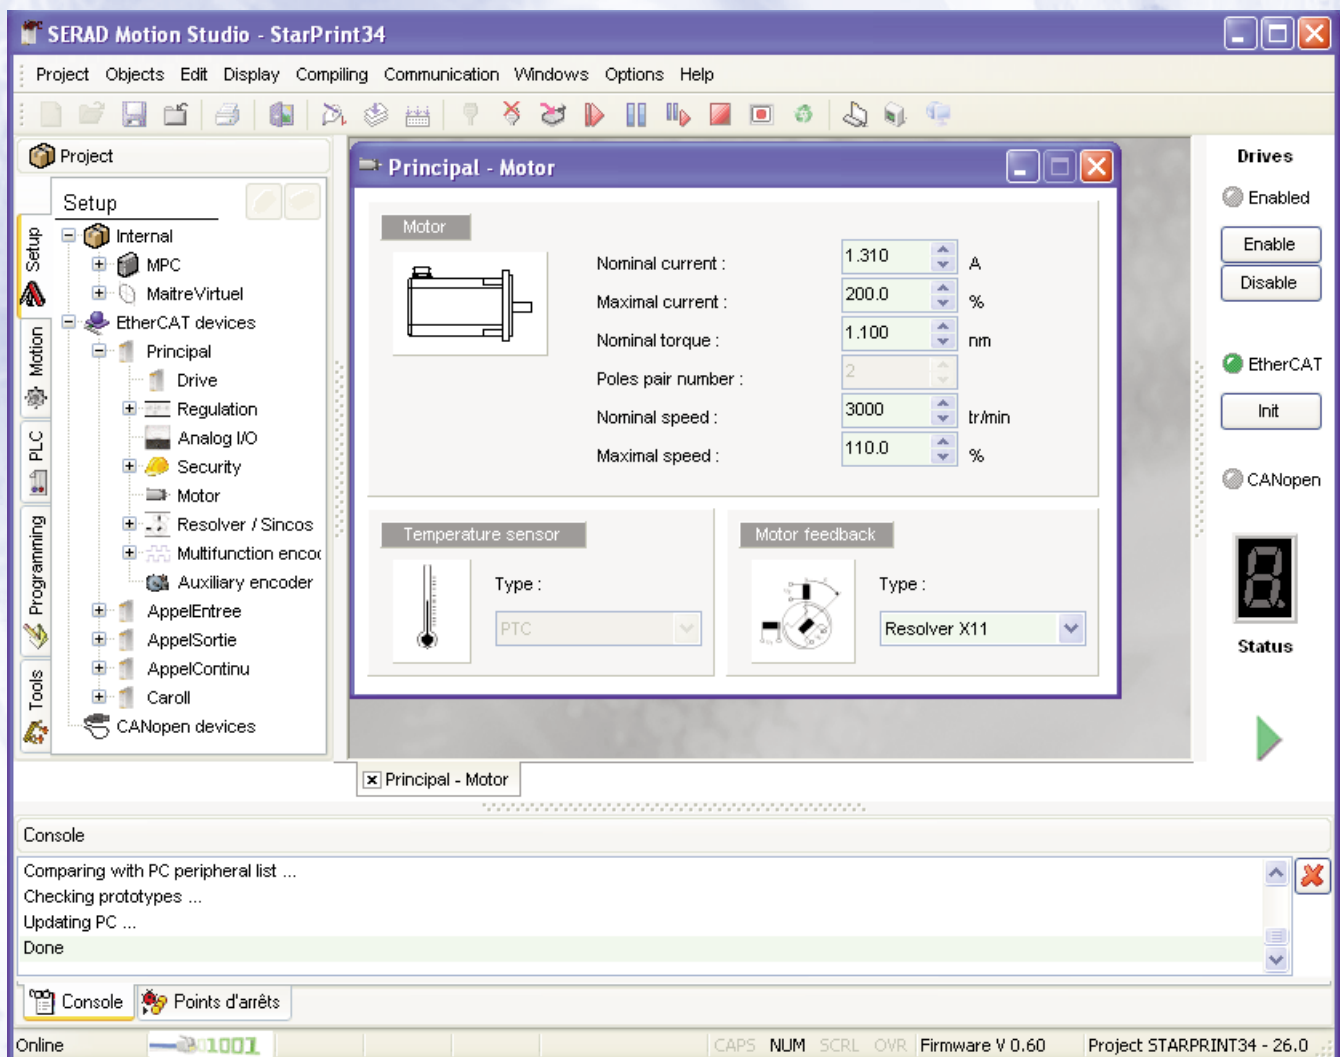 SERAD Motion Studio - StarPrint34
Project Objects Edit Display Compiling Communication Windows Options Help
Project
Setup
Setup
Motion
PLC
Programming
Tools
Internal
MPC
MaitreVirtuel
EtherCAT devices
Principal
Drive
Regulation
Analog I/O
Security
Motor
Resolver / Sincos
Multifunction enco
Auxiliary encoder
AppelEntree
AppelSortie
AppelContinu
Caroll
CANopen devices
Principal - Motor
Motor
Nominal current : 1.310 A
Maximal current : 200.0 %
Nominal torque : 1.100 nm
Poles pair number : 2
Nominal speed : 3000 tr/min
Maximal speed : 110.0 %
Temperature sensor
Type :
PTC
Motor feedback
Type :
Resolver X11
Principal - Motor
Drives
Enabled
Enable
Disable
EtherCAT
Init
CANopen
8.
Status
Console
Comparing with PC peripheral list ...
Checking prototypes ...
Updating PC ...
Done
Console Points d'arrêts
Online 1001 CAPS NUM SCRL OVR Firmware V 0.60 Project STARPRINT34 - 26.0